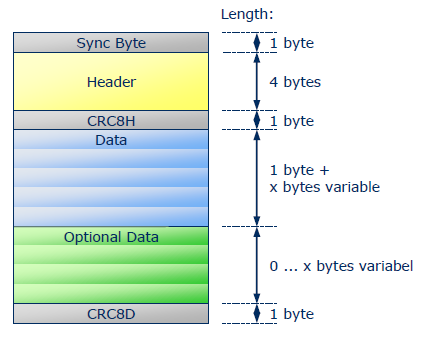 Length:
Sync Byte
1 byte
Header
4 bytes
CRC8H
1 byte
Data
1 byte +
x bytes variable
Optional Data
0 ... x bytes variabel
CRC8D
1 byte